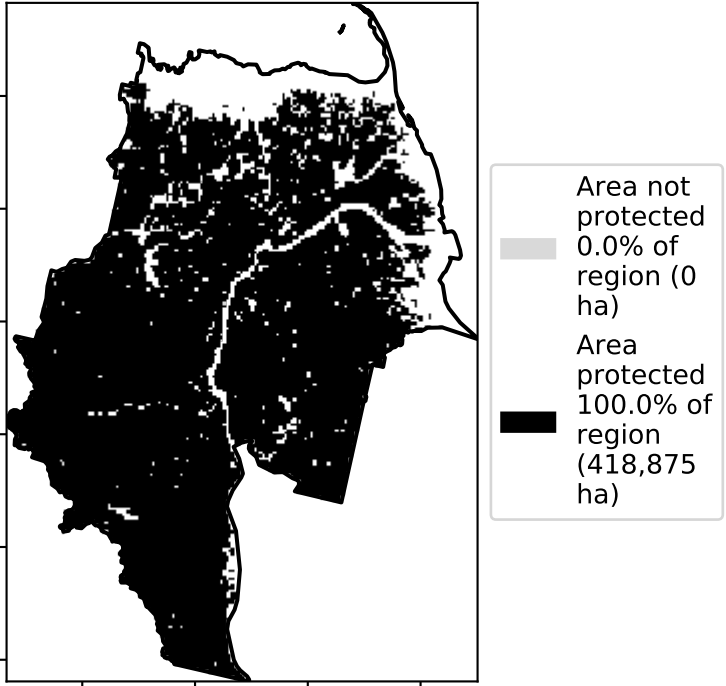 Area not
protected
0.0% of
region (0
ha)
Area
protected
100.0% of
region
(418,875
ha)